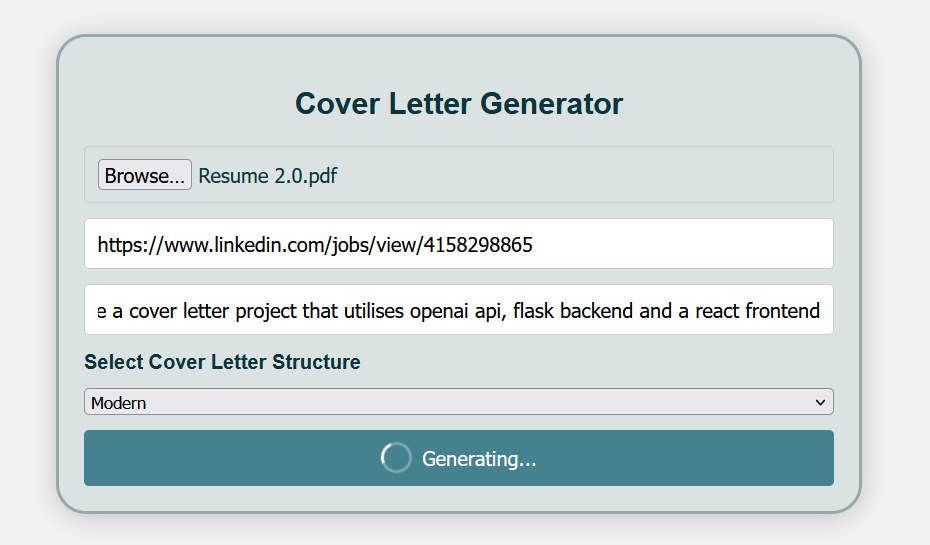 Cover Letter Generator
Browse... Resume 2.0.pdf
https://www.linkedin.com/jobs/view/4158298865
a cover letter project that utilises openai api, flask backend and a react frontend
Select Cover Letter Structure
Modern
Generating...